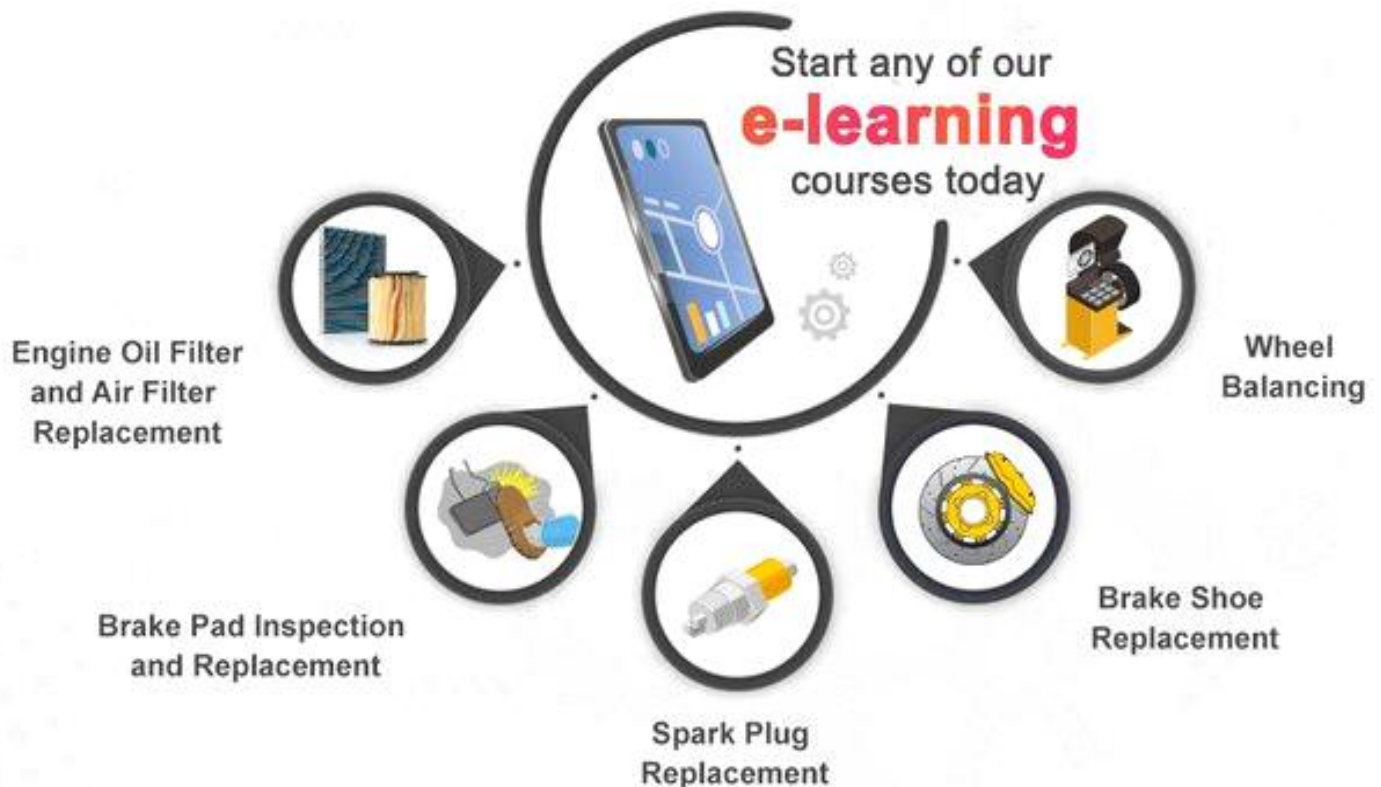 Start any of our
e-learning
courses today
Engine Oil Filter
and Air Filter
Replacement
Brake Pad Inspection
and Replacement
Spark Plug
Replacement
Brake Shoe
Replacement
Wheel
Balancing